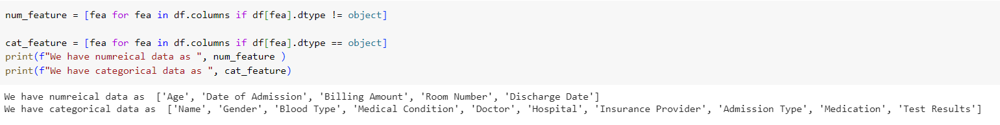 num_feature = [fea for fea in df.columns if df[fea].dtype != object]
cat_feature = [fea for fea in df.columns if df[fea].dtype == object]
print(f"We have numreical data as ", num_feature )
print(f"We have categorical data as ", cat_feature)
We have numreical data as  ['Age', 'Date of Admission', 'Billing Amount', 'Room Number', 'Discharge Date']
We have categorical data as  ['Name', 'Gender', 'Blood Type', 'Medical Condition', 'Doctor', 'Hospital', 'Insurance Provider', 'Admission Type', 'Medication', 'Test Results']